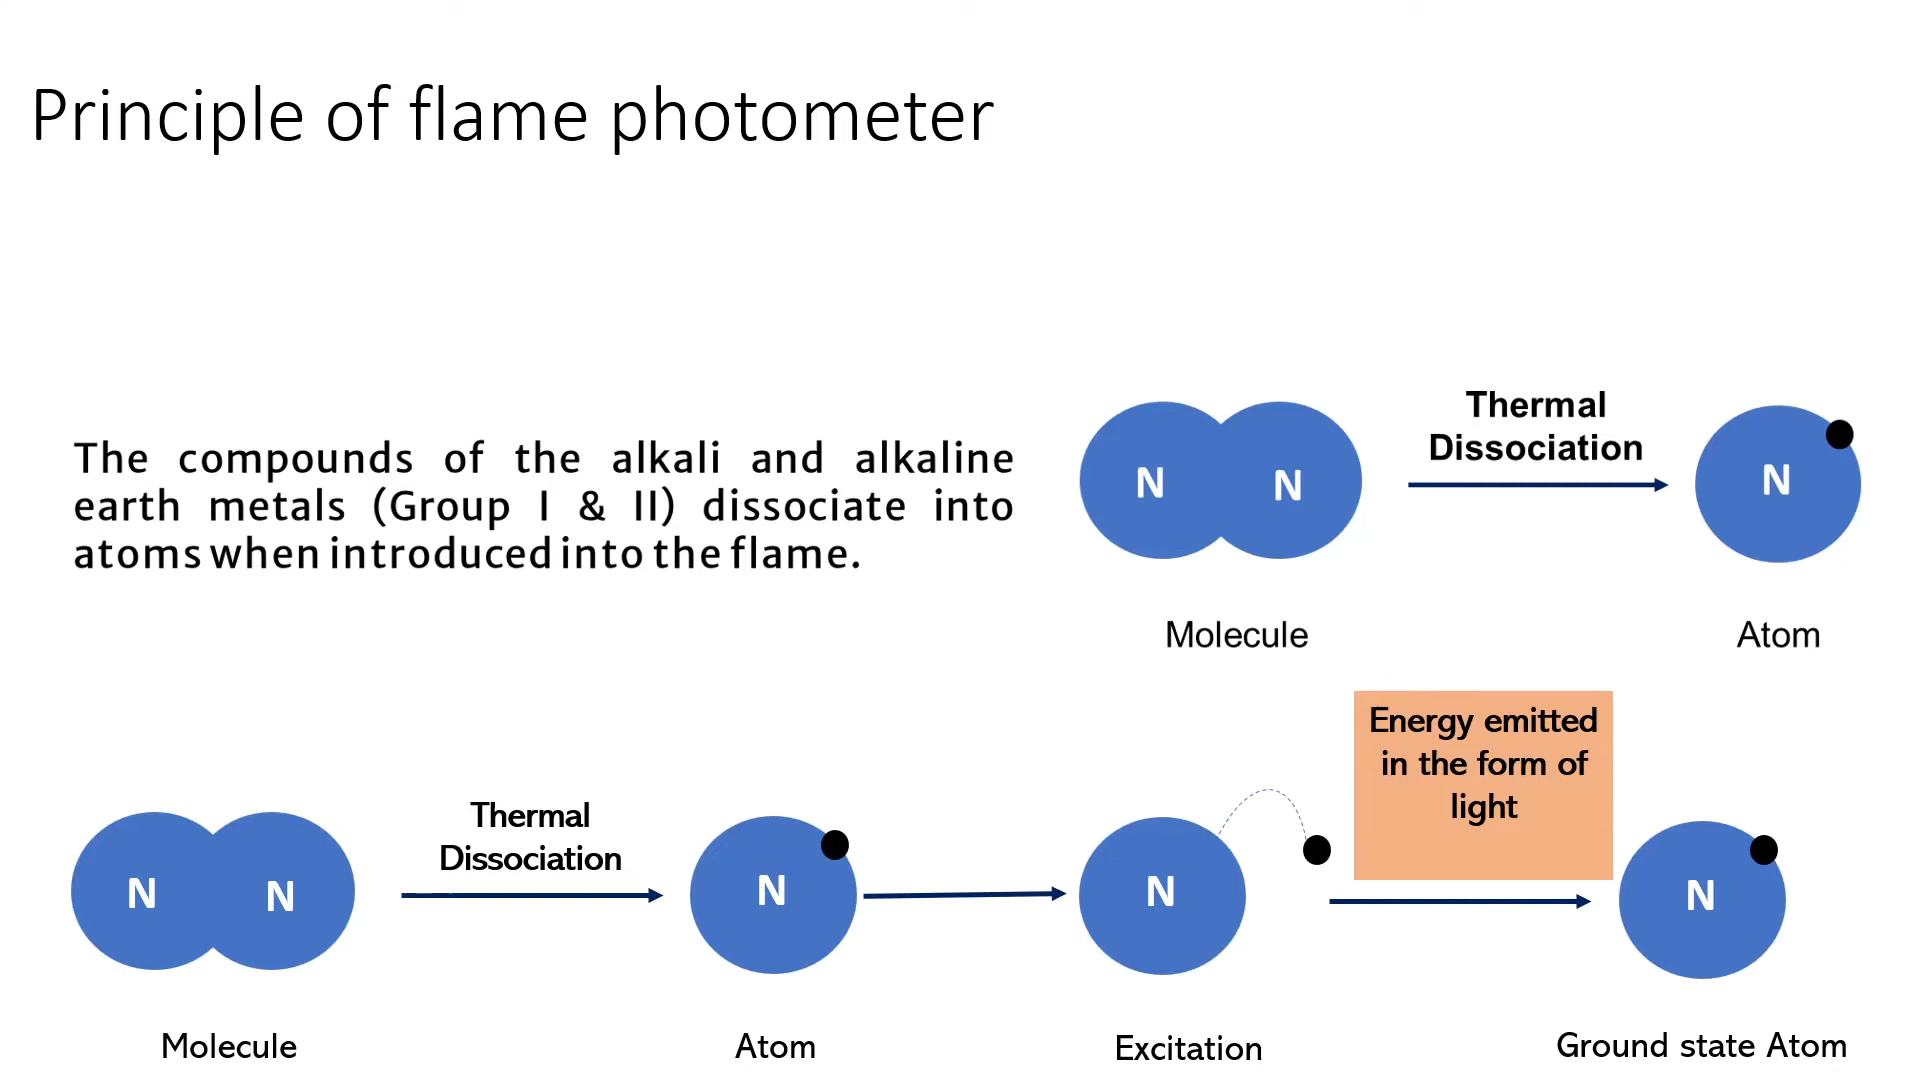 Principle of flame photometer
The compounds of the alkali and alkaline
earth metals (Group I & II) dissociate into
atoms when introduced into the flame.
Thermal
Dissociation
N N
N
Molecule
Atom
Energy emitted
in the form of
light
Thermal
Dissociation
N N
N
N
N
Molecule
Atom
Excitation
Ground state Atom